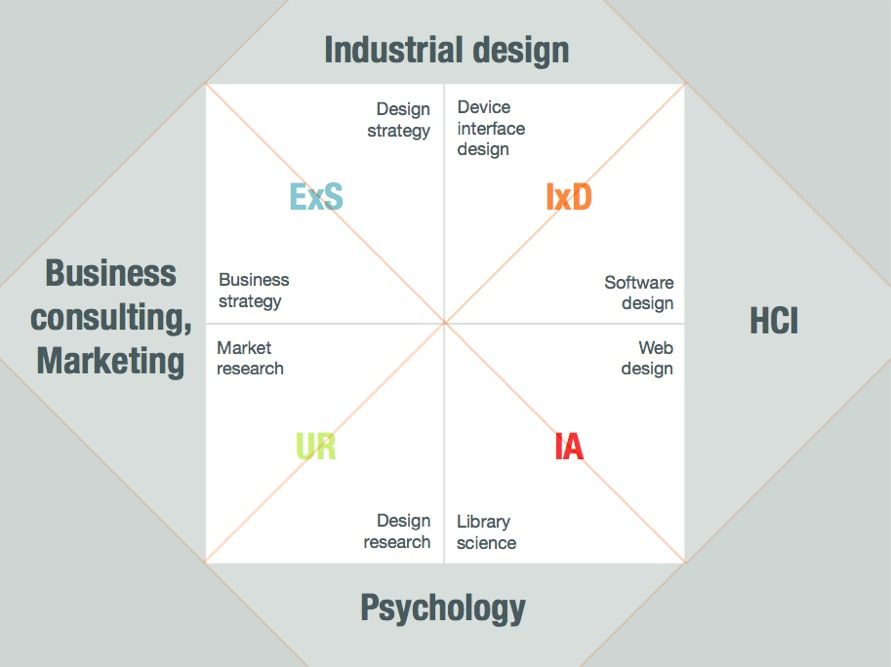 Industrial design
Design
strategy
Device
interface
design
ExS
IxD
Business
strategy
Software
design
Business
consulting,
Marketing
HCI
Market
research
Web
design
UR
IA
Design
research
Library
science
Psychology